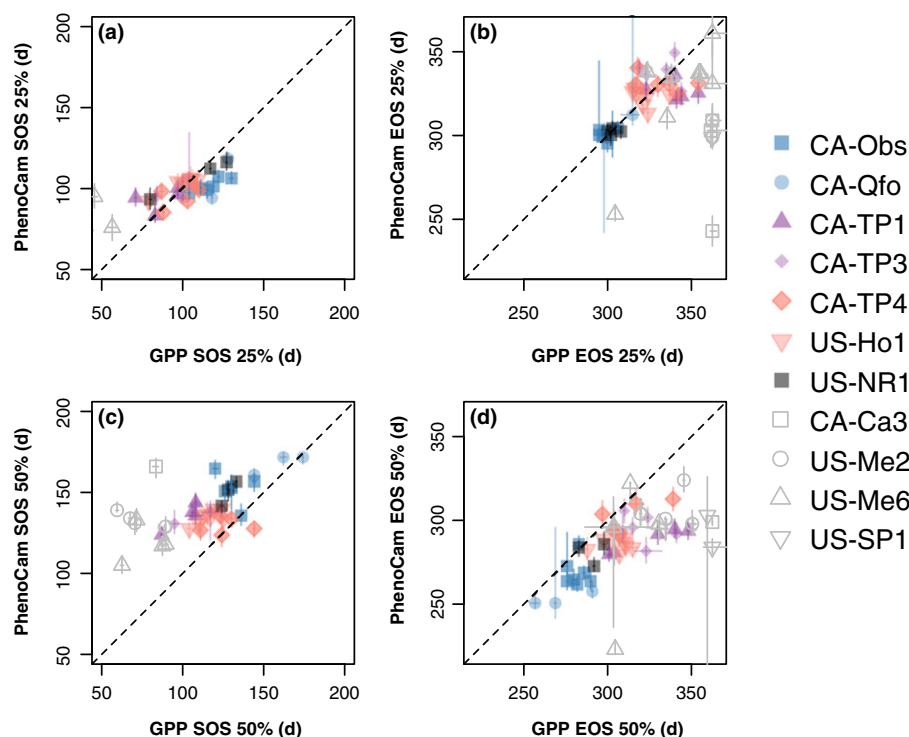 (a)
PhenoCam SOS 25% (d)
50 100 150 200
50 100 150 200
GPP SOS 25% (d)
(b)
PhenoCam EOS 25% (d)
250 300 350
250 300 350
GPP EOS 25% (d)
(c)
PhenoCam SOS 50% (d)
50 100 150 200
50 100 150 200
GPP SOS 50% (d)
(d)
PhenoCam EOS 50% (d)
250 300 350
250 300 350
GPP EOS 50% (d)
CA-Obs
CA-Qfo
CA-TP1
CA-TP3
CA-TP4
US-Ho1
US-NR1
CA-Ca3
US-Me2
US-Me6
US-SP1